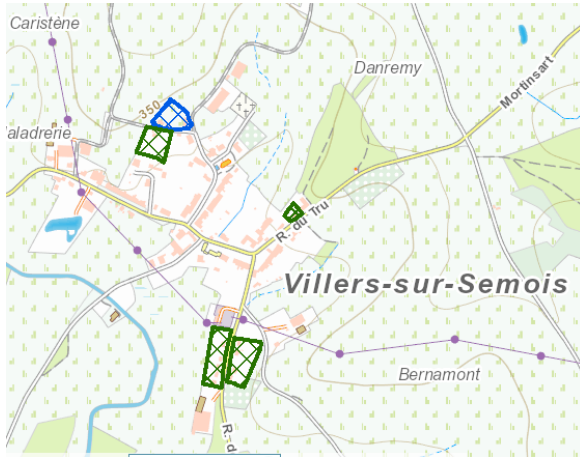 Caristène
350
Danremy
Mortinsart
aladrerie
R. du Tru
Villers-sur-Semois
Bernamont
R. d